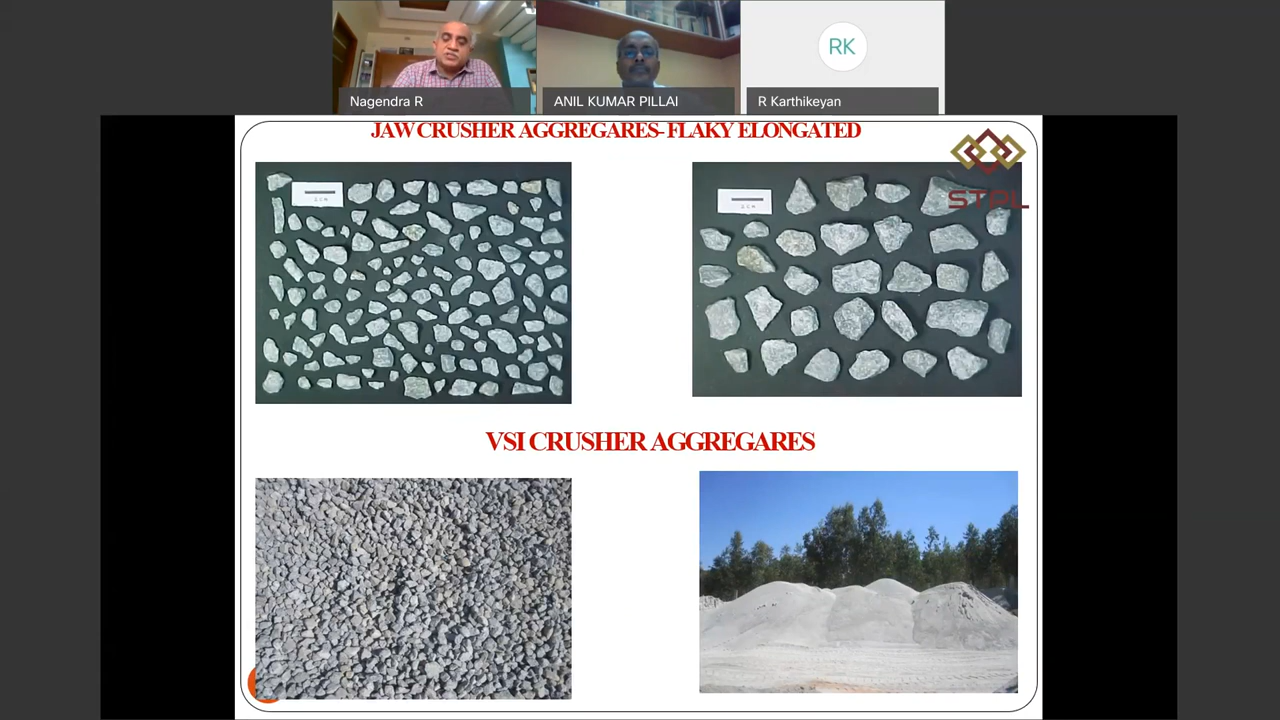 Nagendra R
ANIL KUMAR PILLAI
RK
R Karthikeyan
JAW CRUSHER AGGREGARES- FLAKY ELONGATED
STPL
VSI CRUSHER AGGREGARES